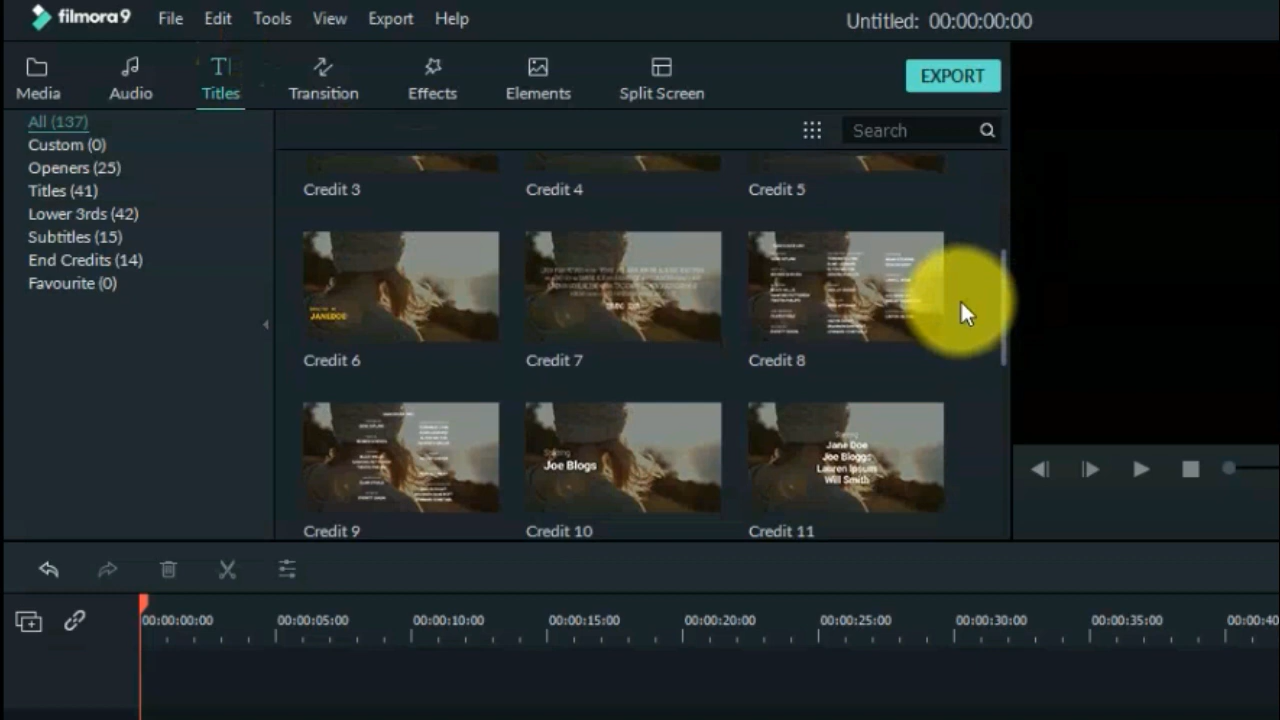 filmora9 File Edit Tools View Export Help Untitled: 00:00:00:00
Media Audio Titles Transition Effects Elements Split Screen EXPORT
All (137)
Custom (0)
Openers (25)
Titles (41)
Lower 3rds (42)
Subtitles (15)
End Credits (14)
Favourite (0)
Search
Credit 3 Credit 4 Credit 5
JANEDOE
Credit 6 Credit 7 Credit 8
Starring
Joe Blogs
Starring
Jane Doe
Joe Bloggs
Lauren Ipsum
Will Smith
Credit 9 Credit 10 Credit 11
00:00:00:00 00:00:05:00 00:00:10:00 00:00:15:00 00:00:20:00 00:00:25:00 00:00:30:00 00:00:35:00 00:00:40